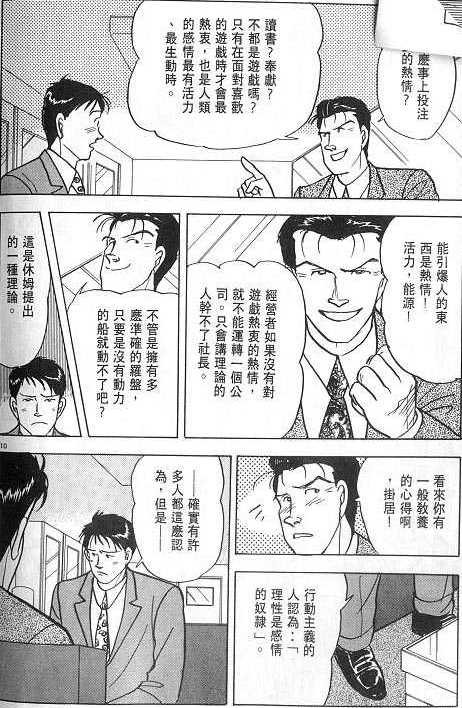 麼事上投注
的熱情？
讀書？奉獻？
不都是遊戲嗎？
只有在面對喜歡
的遊戲時才會最
熱衷，也是人類
的感情最有活力
、最生動時。
能引爆人的東
西是熱情！
活力，能源！
經營者如果沒有對
遊戲熱衷的熱情，
就不能運轉一個公
司。只會講理論的
人幹不了社長。
不管是擁有多
麼準確的羅盤，
只要是沒有動力
的船就動不了吧？
這是休姆提出
的一種理論。
10
看來你有
一般教養
的心得啊
，掛居！
行動主義的
人認為：「
理性是感情
的奴隸」。
——確實有許
多人都這麼認
為，但是——